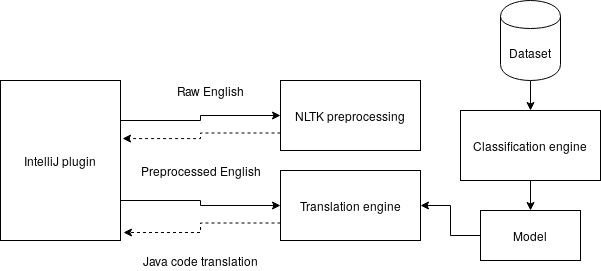 Dataset
Raw English
NLTK preprocessing
Classification engine
IntelliJ plugin
Preprocessed English
Translation engine
Model
Java code translation